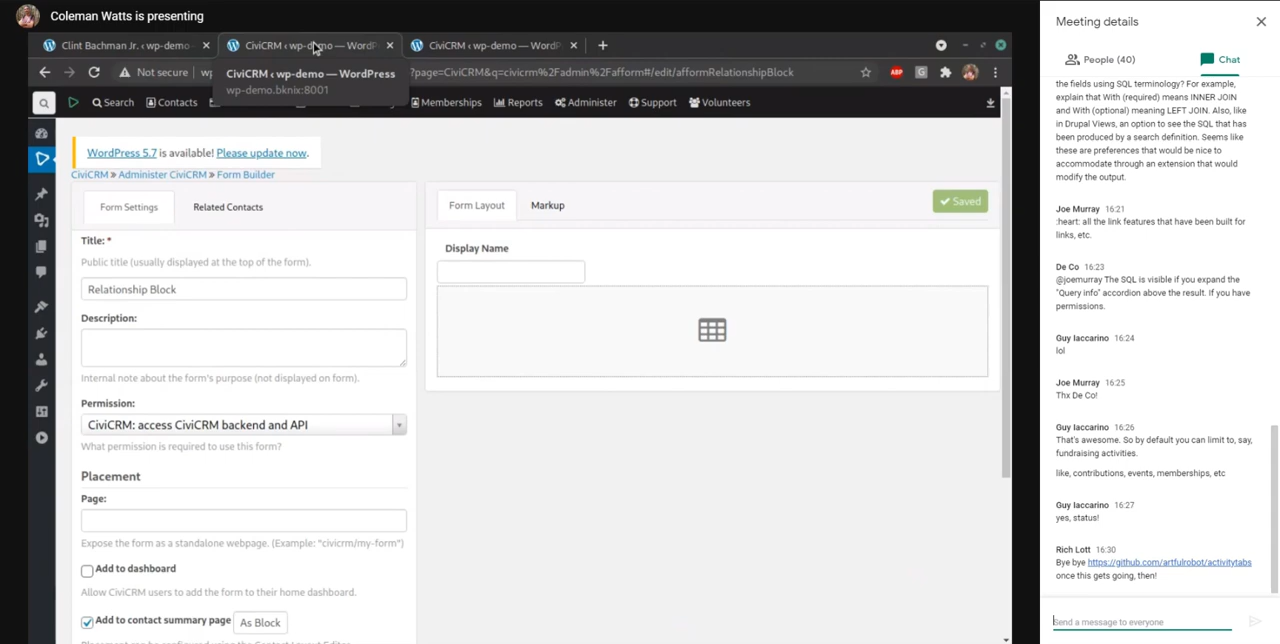 Coleman Watts is presenting
Clint Bachman Jr. ‹ wp-demo
CiviCRM ‹ wp-demo — WordP
CiviCRM ‹ wp-demo — WordP
Not secure
wp
?page=CiviCRM&q=civicrm%2Fadmin%2Fafform#/edit/afformRelationshipBlock
ABP
G
CiviCRM ‹ wp-demo — WordPress
wp-demo.bknix:8001
Search
Contacts
Memberships
Reports
Administer
Support
Volunteers
WordPress 5.7 is available! Please update now.
CiviCRM » Administer CiviCRM » Form Builder
Form Settings
Related Contacts
Title: *
Public title (usually displayed at the top of the form).
Relationship Block
Description:
Internal note about the form's purpose (not displayed on form).
Permission:
CiviCRM: access CiviCRM backend and API
What permission is required to use this form?
Placement
Page:
Expose the form as a standalone webpage. (Example: "civicrm/my-form")
Add to dashboard
Allow CiviCRM users to add the form to their home dashboard.
Add to contact summary page
As Block
Form Layout
Markup
Saved
Display Name
Meeting details
People (40)
Chat
the fields using SQL terminology? For example,
explain that With (required) means INNER JOIN
and With (optional) meaning LEFT JOIN. Also, like
in Drupal Views, an option to see the SQL that has
been produced by a search definition. Seems like
these are preferences that would be nice to
accommodate through an extension that would
modify the output.
Joe Murray 16:21
:heart: all the link features that have been built for
links, etc.
De Co 16:23
@joemurray The SQL is visible if you expand the
"Query info" accordion above the result. If you have
permissions.
Guy Iaccarino 16:24
lol
Joe Murray 16:25
Thx De Co!
Guy Iaccarino 16:26
That's awesome. So by default you can limit to, say,
fundraising activities.
like, contributions, events, memberships, etc
Guy Iaccarino 16:27
yes, status!
Rich Lott 16:30
Bye bye https://github.com/artfulrobot/activitytabs
once this gets going, then!
Send a message to everyone